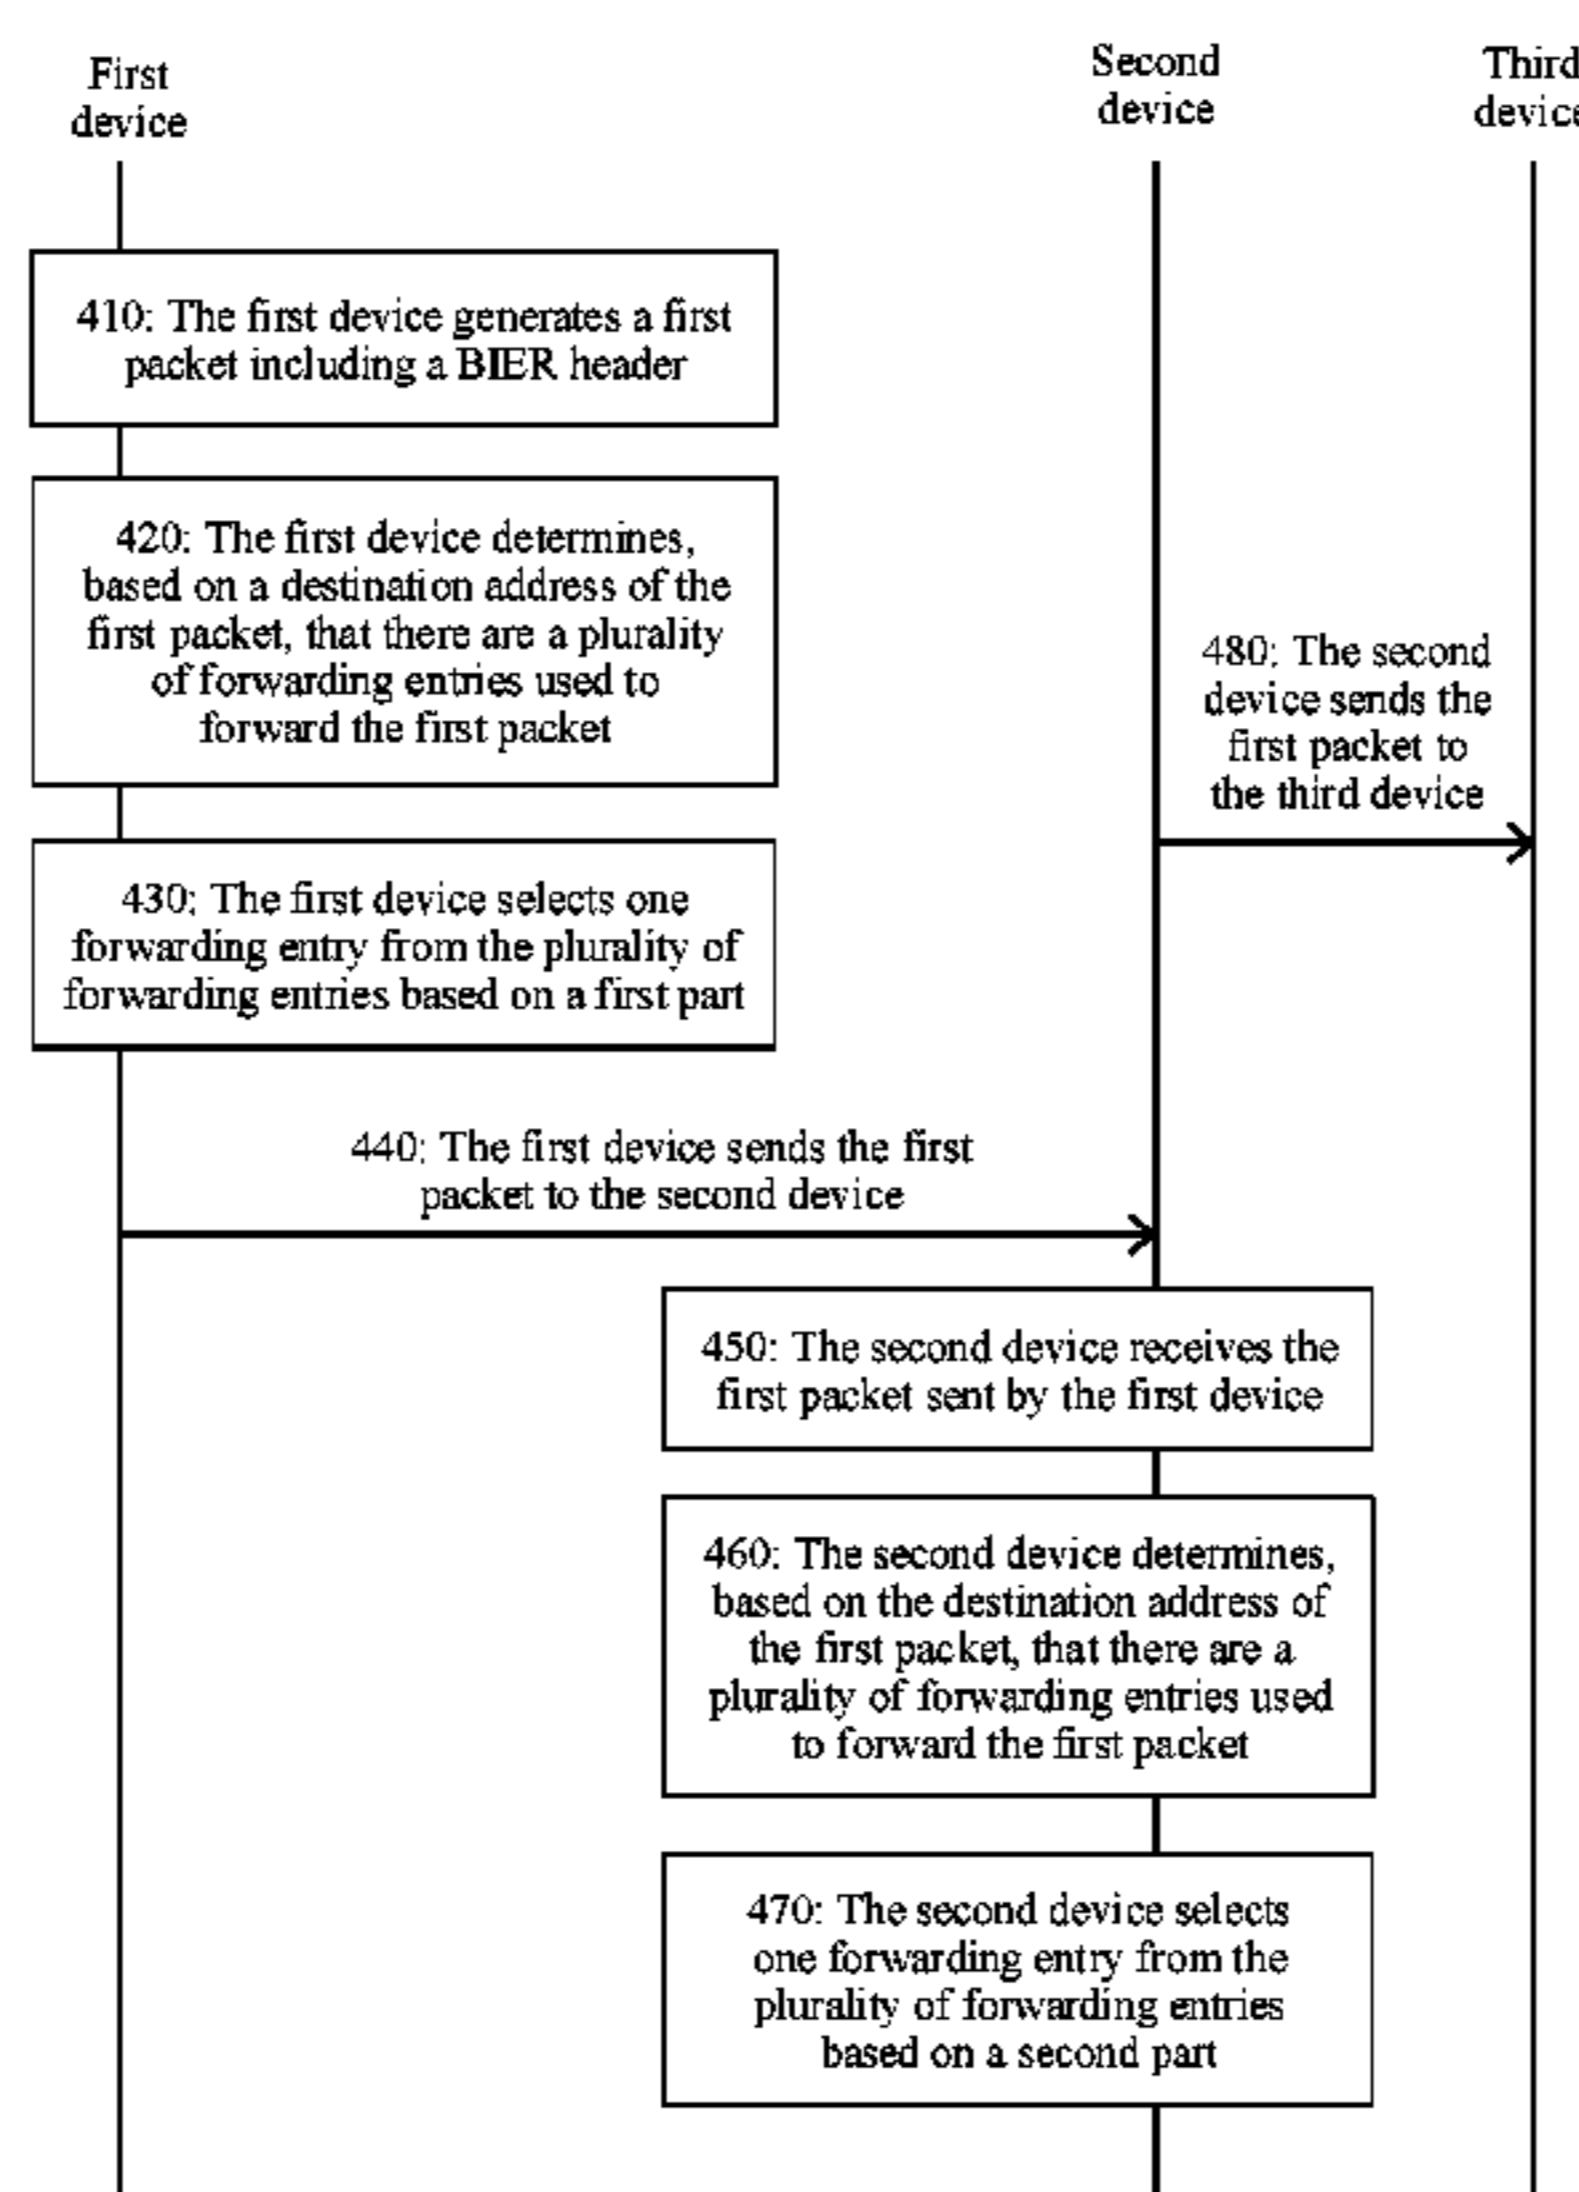 First
device
Second
device
Third
device
410: The first device generates a first
packet including a BIER header
420: The first device determines,
based on a destination address of the
first packet, that there are a plurality
of forwarding entries used to
forward the first packet
430: The first device selects one
forwarding entry from the plurality of
forwarding entries based on a first part
480: The second
device sends the
first packet to
the third device
440: The first device sends the first
packet to the second device
450: The second device receives the
first packet sent by the first device
460: The second device determines,
based on the destination address of
the first packet, that there are a
plurality of forwarding entries used
to forward the first packet
470: The second device selects
one forwarding entry from the
plurality of forwarding entries
based on a second part